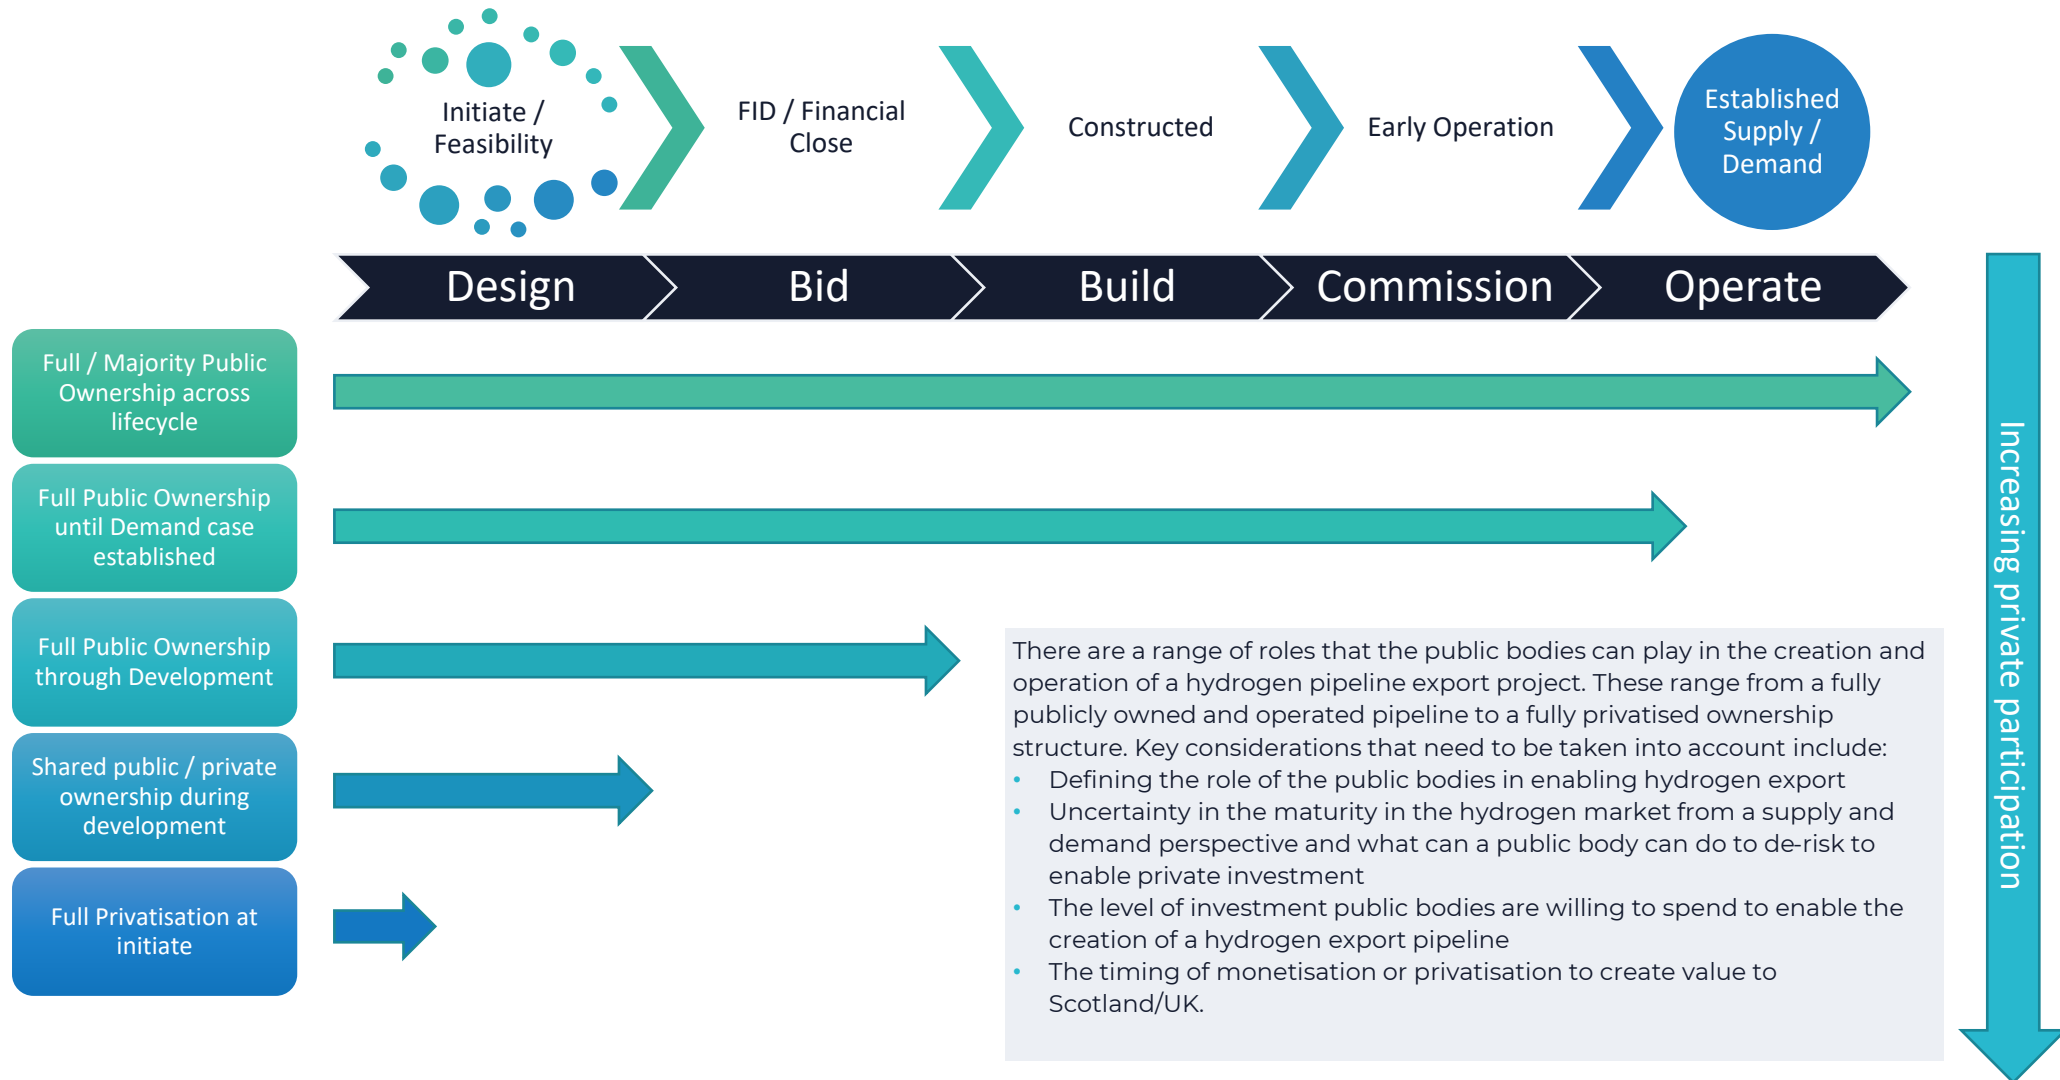 Initiate /
Feasibility
FID / Financial
Close
Constructed
Early Operation
Established
Supply /
Demand
Design
Bid
Build
Commission
Operate
Full / Majority Public
Ownership across
lifecycle
Full Public Ownership
until Demand case
established
Full Public Ownership
through Development
Shared public / private
ownership during
development
Full Privatisation at
initiate
There are a range of roles that the public bodies can play in the creation and
operation of a hydrogen pipeline export project. These range from a fully
publicly owned and operated pipeline to a fully privatised ownership
structure. Key considerations that need to be taken into account include:
• Defining the role of the public bodies in enabling hydrogen export
• Uncertainty in the maturity in the hydrogen market from a supply and
demand perspective and what can a public body can do to de-risk to
enable private investment
• The level of investment public bodies are willing to spend to enable the
creation of a hydrogen export pipeline
• The timing of monetisation or privatisation to create value to
Scotland/UK.
Increasing private participation